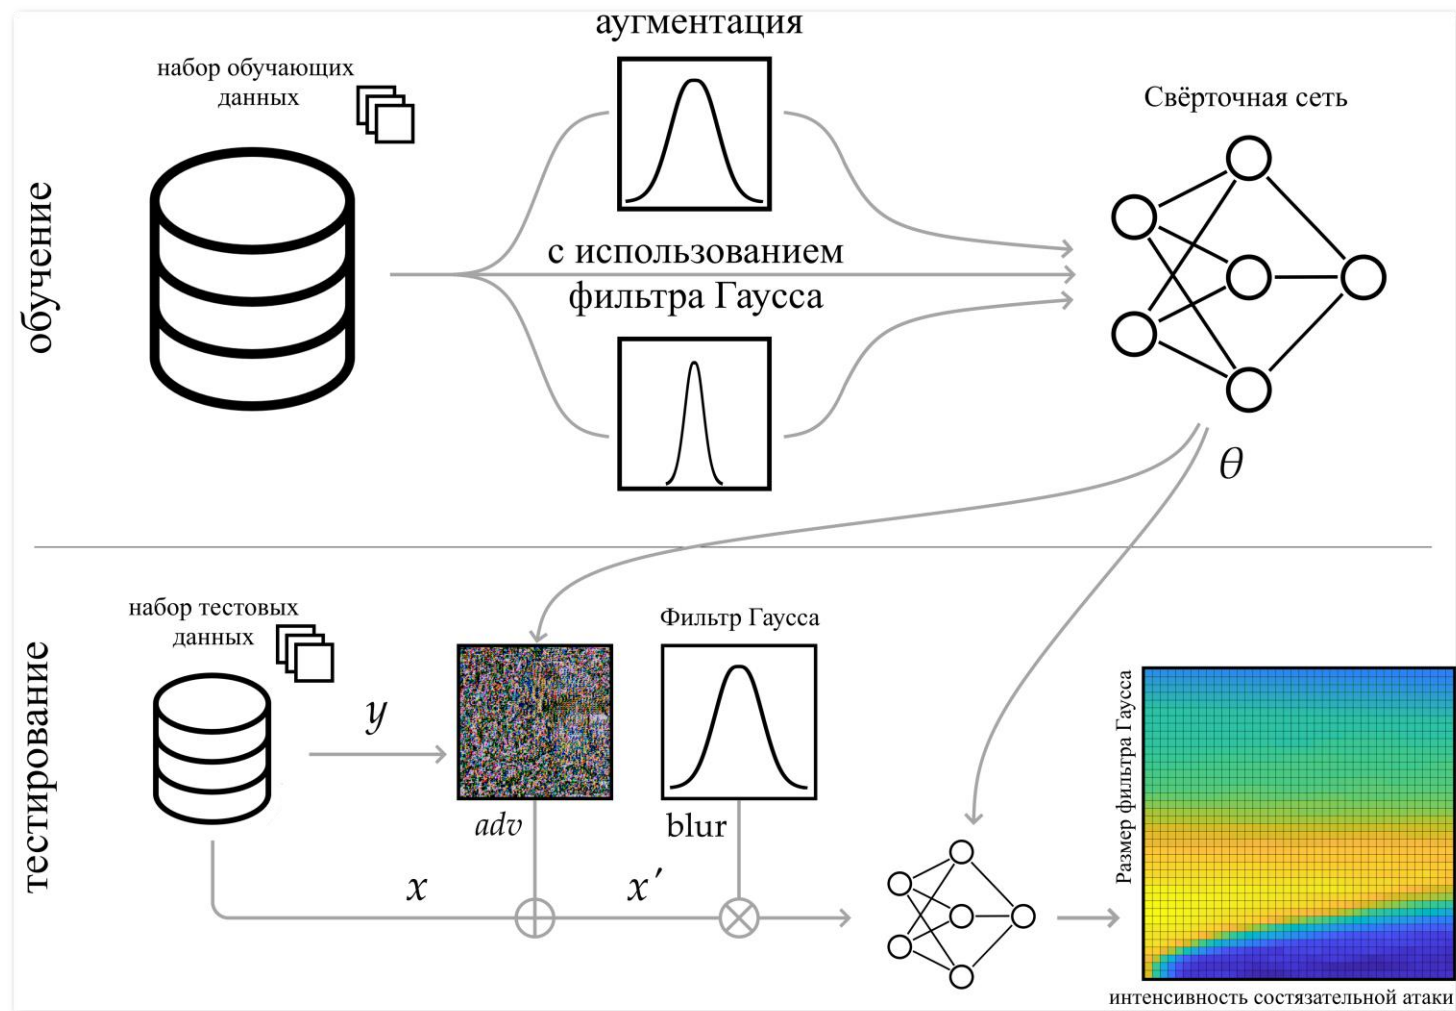 аугментация
набор обучающих
данных
Свёрточная сеть
обучение
с использованием
фильтра Гаусса
θ
набор тестовых
данных
Фильтр Гаусса
тестирование
y
adv
blur
x
x′
Размер фильтра Гаусса
интенсивность состязательной атаки